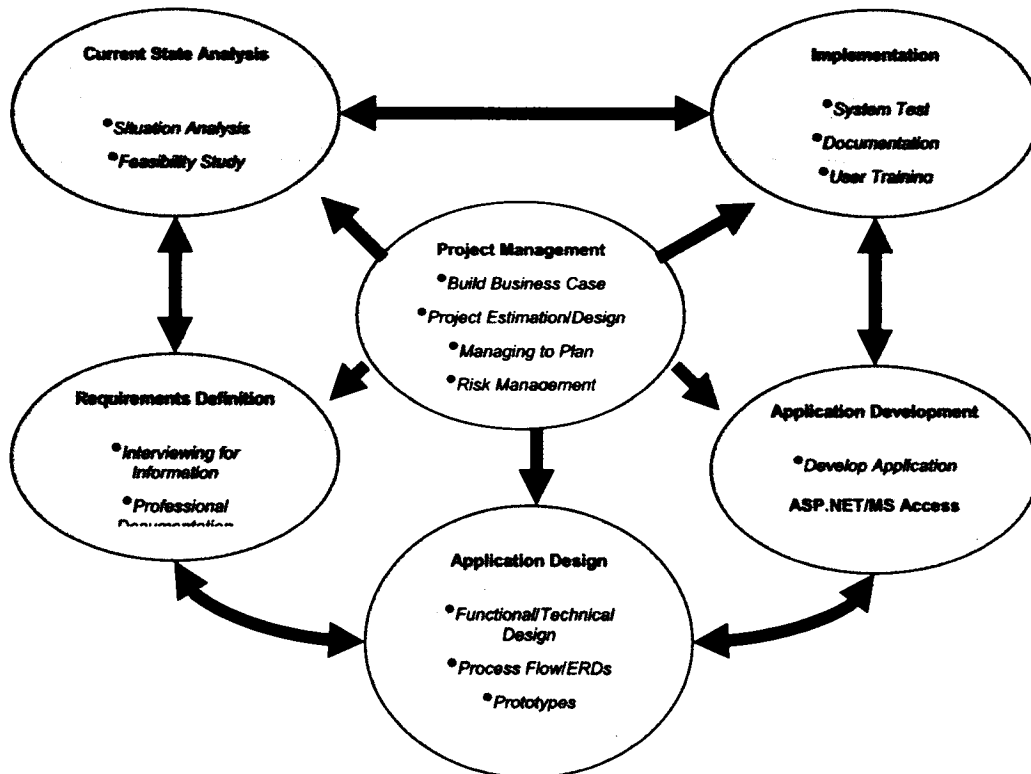 Current State Analysis
•Situation Analysis
•Feasibility Study
Implementation
•System Test
•Documentation
•User Training
Project Management
•Build Business Case
•Project Estimation/Design
•Managing to Plan
•Risk Management
Requirements Definition
•Interviewing for
Information
•Professional
Documentation
Application Development
•Develop Application
ASP.NET/MS Access
Application Design
•Functional/Technical
Design
•Process Flow/ERDs
•Prototypes